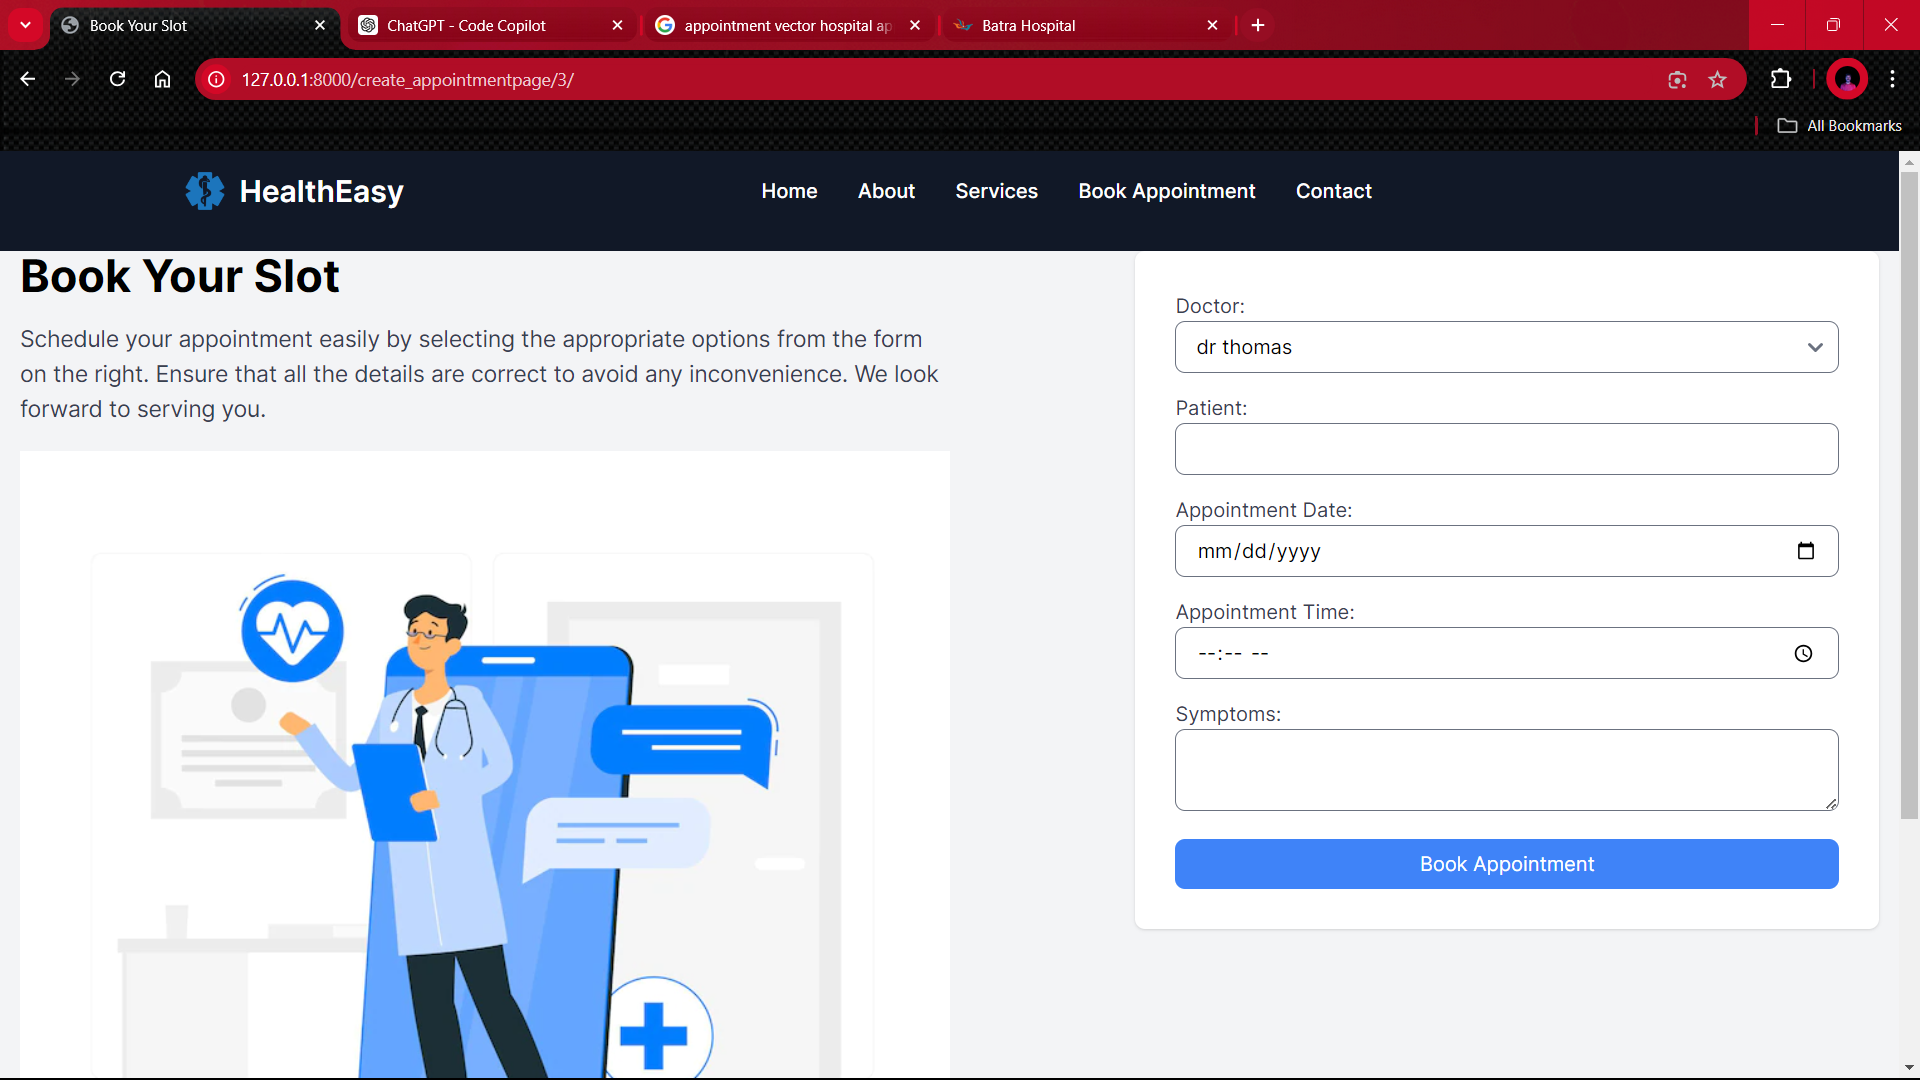 Book Your Slot
ChatGPT - Code Copilot
appointment vector hospital ap
Batra Hospital
127.0.0.1:8000/create_appointmentpage/3/
All Bookmarks
HealthEasy
Home
About
Services
Book Appointment
Contact
Book Your Slot
Schedule your appointment easily by selecting the appropriate options from the form
on the right. Ensure that all the details are correct to avoid any inconvenience. We look
forward to serving you.
Doctor:
dr thomas
Patient:
Appointment Date:
mm/dd/yyyy
Appointment Time:
--:-- --
Symptoms:
Book Appointment